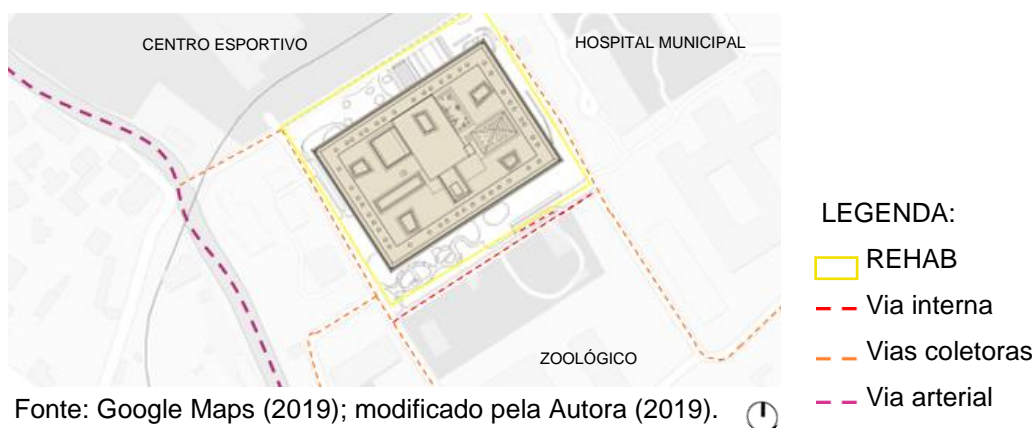 CENTRO ESPORTIVO
HOSPITAL MUNICIPAL
ZOOLÓGICO
LEGENDA:
REHAB
Via interna
Vias coletoras
Via arterial
Fonte: Google Maps (2019); modificado pela Autora (2019).